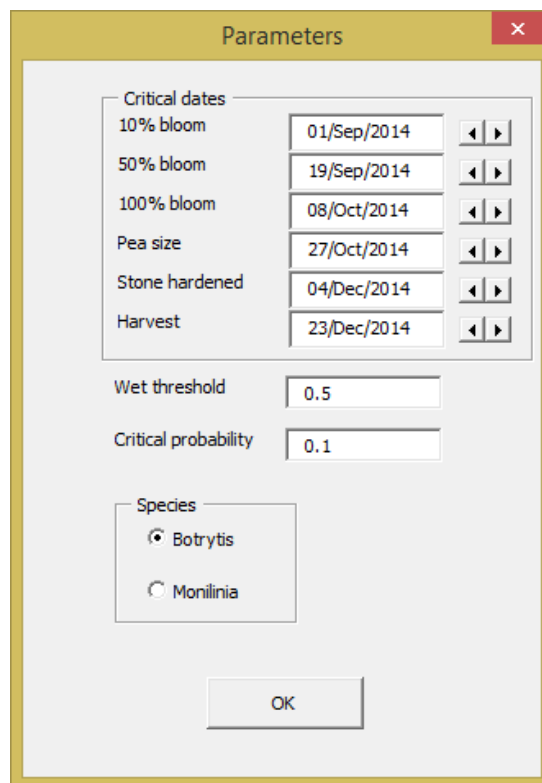 Parameters
Critical dates
10% bloom 01/Sep/2014
50% bloom 19/Sep/2014
100% bloom 08/Oct/2014
Pea size 27/Oct/2014
Stone hardened 04/Dec/2014
Harvest 23/Dec/2014
Wet threshold 0.5
Critical probability 0.1
Species
Botrytis
Monilinia
OK